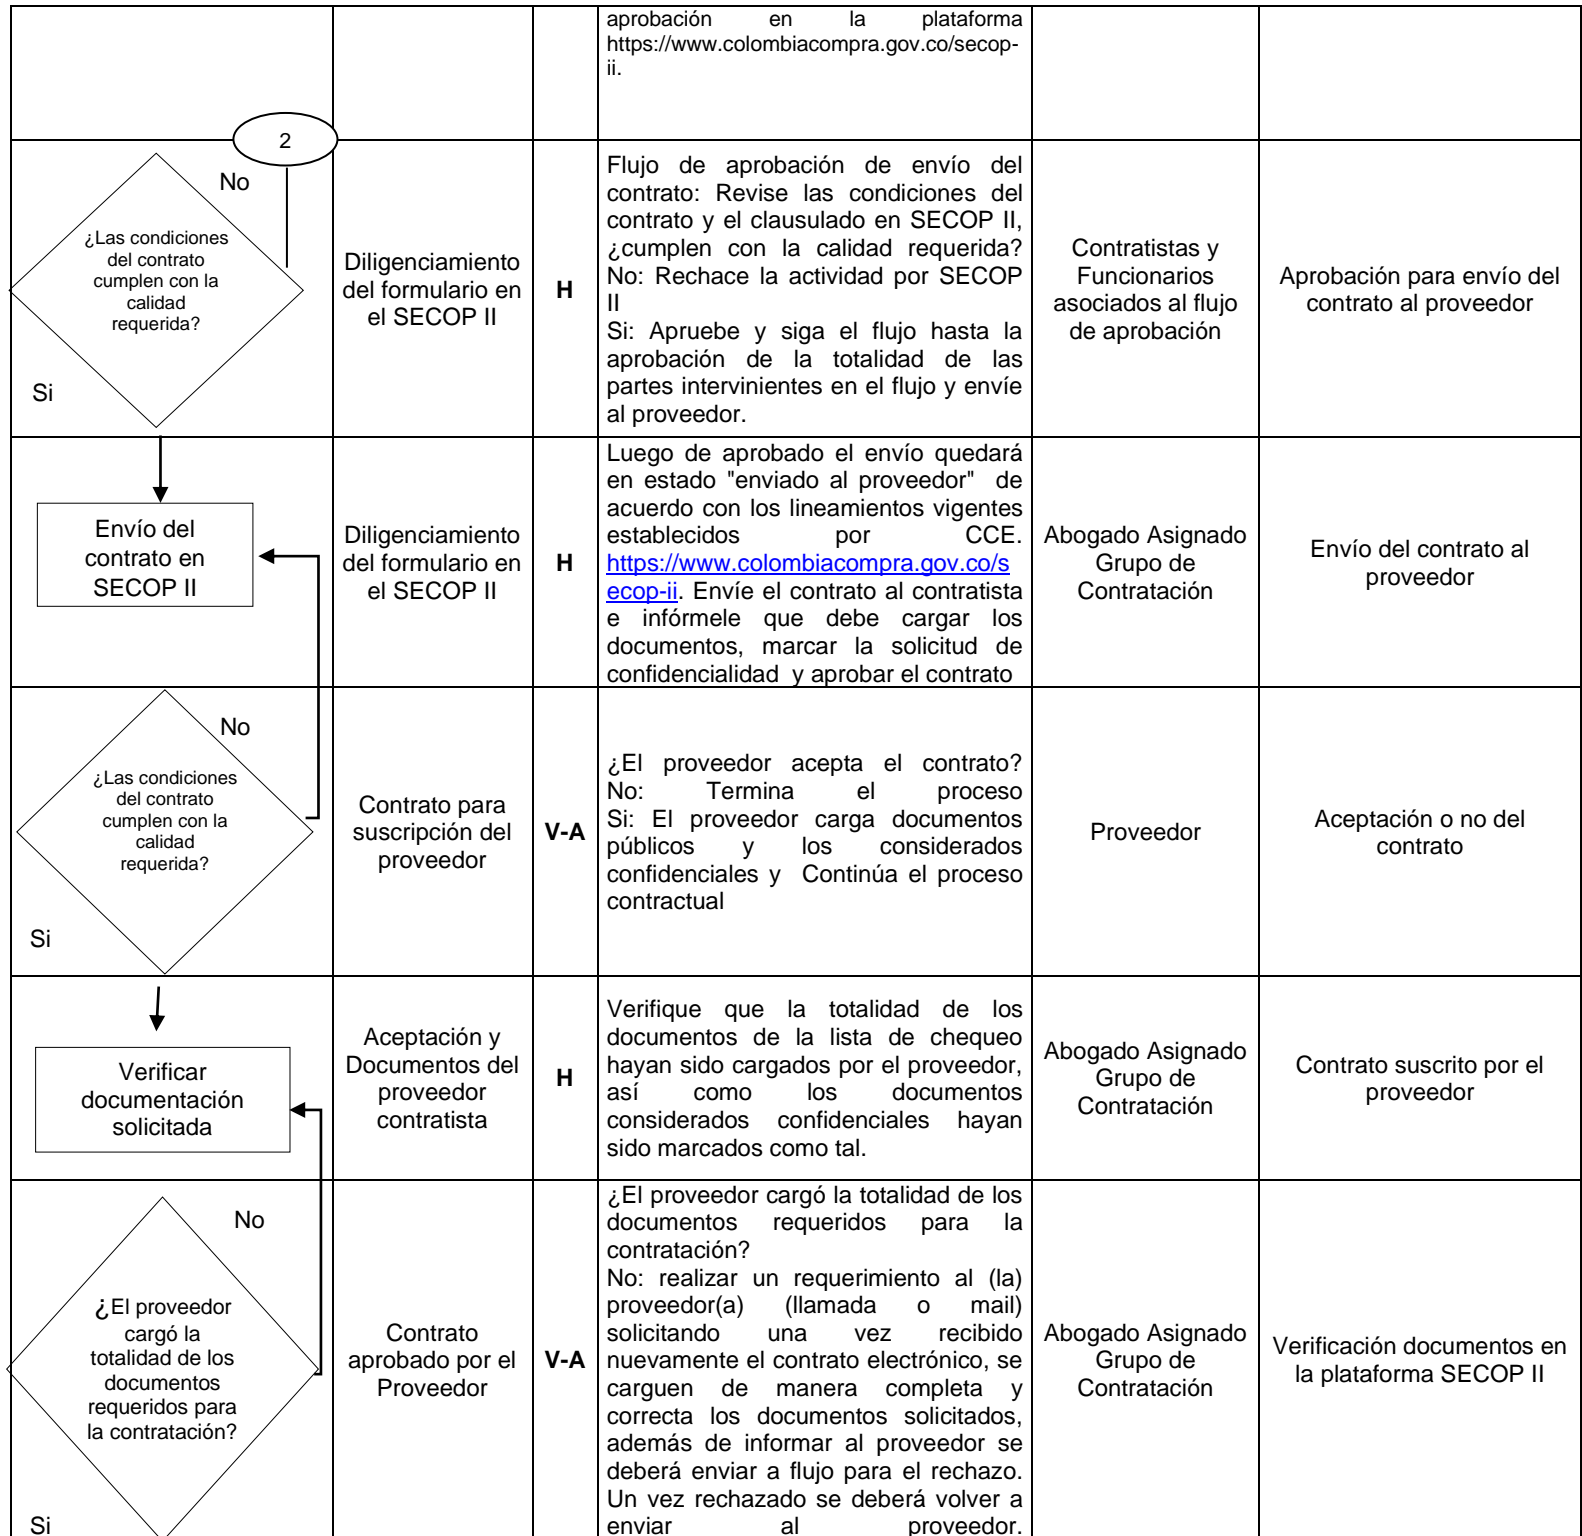 aprobación en la plataforma
https://www.colombiacompra.gov.co/secop-
ii.
2
No
¿Las condiciones
del contrato
cumplen con la
calidad
requerida?
Si
Diligenciamiento
del formulario en
el SECOP II
H
Flujo de aprobación de envío del
contrato: Revise las condiciones del
contrato y el clausulado en SECOP II,
¿cumplen con la calidad requerida?
No: Rechace la actividad por SECOP
II
Si: Apruebe y siga el flujo hasta la
aprobación de la totalidad de las
partes intervinientes en el flujo y envíe
al proveedor.
Contratistas y
Funcionarios
asociados al flujo
de aprobación
Aprobación para envío del
contrato al proveedor
Envío del
contrato en
SECOP II
Diligenciamiento
del formulario en
el SECOP II
H
Luego de aprobado el envío quedará
en estado "enviado al proveedor" de
acuerdo con los lineamientos vigentes
establecidos por CCE.
https://www.colombiacompra.gov.co/s
ecop-ii. Envíe el contrato al contratista
e infórmele que debe cargar los
documentos, marcar la solicitud de
confidencialidad y aprobar el contrato
Abogado Asignado
Grupo de
Contratación
Envío del contrato al
proveedor
No
¿Las condiciones
del contrato
cumplen con la
calidad
requerida?
Si
Contrato para
suscripción del
proveedor
V-A
¿El proveedor acepta el contrato?
No: Termina el proceso
Si: El proveedor carga documentos
públicos y los considerados
confidenciales y Continúa el proceso
contractual
Proveedor
Aceptación o no del
contrato
Verificar
documentación
solicitada
Aceptación y
Documentos del
proveedor
contratista
H
Verifique que la totalidad de los
documentos de la lista de chequeo
hayan sido cargados por el proveedor,
así como los documentos
considerados confidenciales hayan
sido marcados como tal.
Abogado Asignado
Grupo de
Contratación
Contrato suscrito por el
proveedor
No
¿El proveedor
cargó la
totalidad de los
documentos
requeridos para
la contratación?
Si
Contrato
aprobado por el
Proveedor
V-A
¿El proveedor cargó la totalidad de los
documentos requeridos para la
contratación?
No: realizar un requerimiento al (la)
proveedor(a) (llamada o mail)
solicitando una vez recibido
nuevamente el contrato electrónico, se
carguen de manera completa y
correcta los documentos solicitados,
además de informar al proveedor se
deberá enviar a flujo para el rechazo.
Un vez rechazado se deberá volver a
enviar al proveedor.
Abogado Asignado
Grupo de
Contratación
Verificación documentos en
la plataforma SECOP II